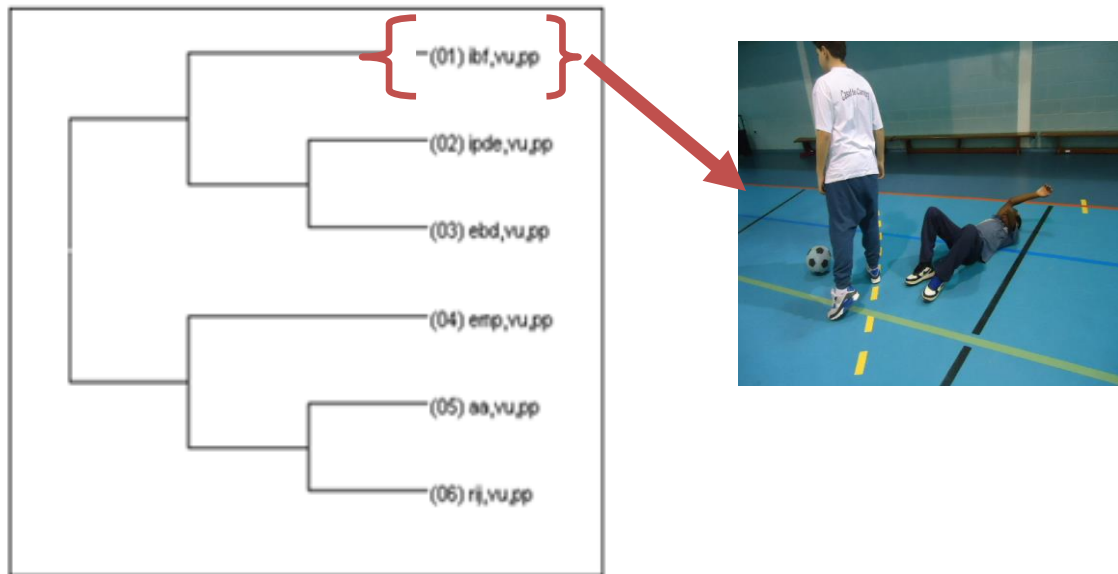 (01) ibf,vu,pp
(02) ipde,vu,pp
(03) ebd,vu,pp
(04) emp,vu,pp
(05) aa,vu,pp
(06) rij,vu,pp